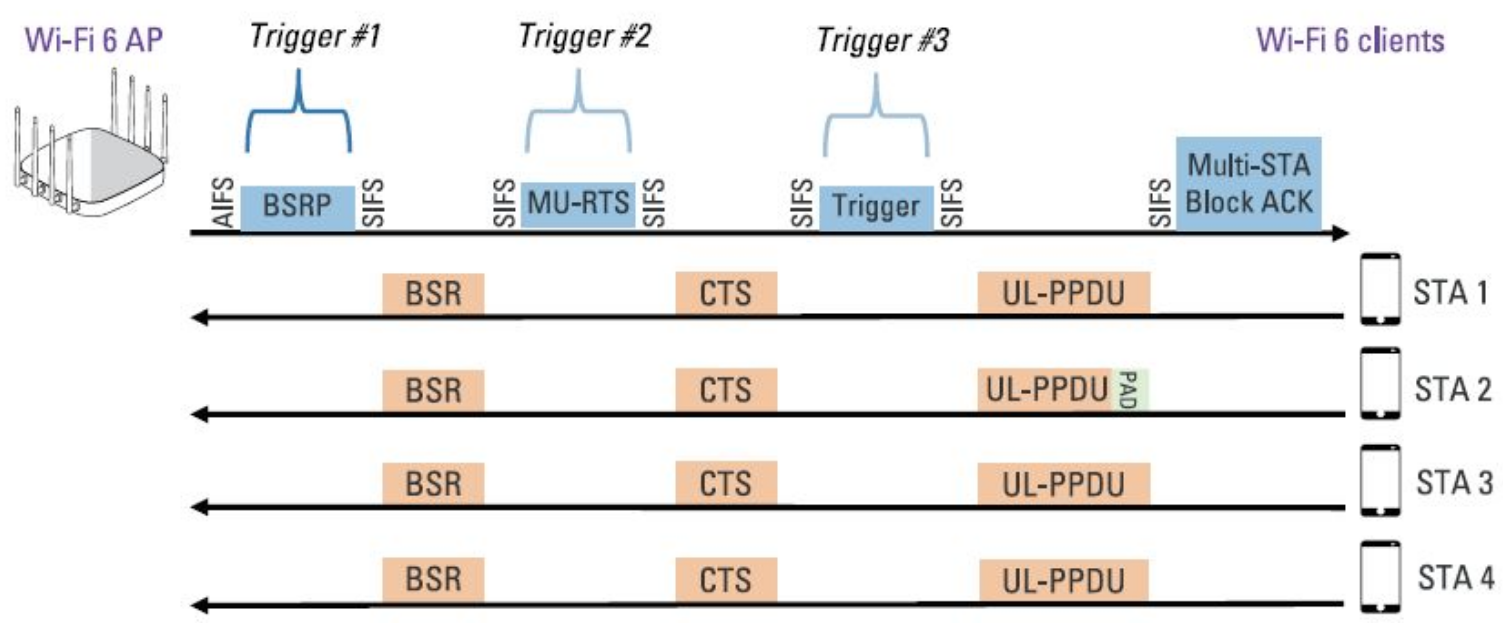 Wi-Fi 6 AP
Trigger #1
Trigger #2
Trigger #3
Wi-Fi 6 clients
AIFS
BSRP
SIFS
SIFS
MU-RTS
SIFS
SIFS
Trigger
SIFS
SIFS
Multi-STA
Block ACK
BSR
CTS
UL-PPDU
STA 1
BSR
CTS
UL-PPDU
PAD
STA 2
BSR
CTS
UL-PPDU
STA 3
BSR
CTS
UL-PPDU
STA 4